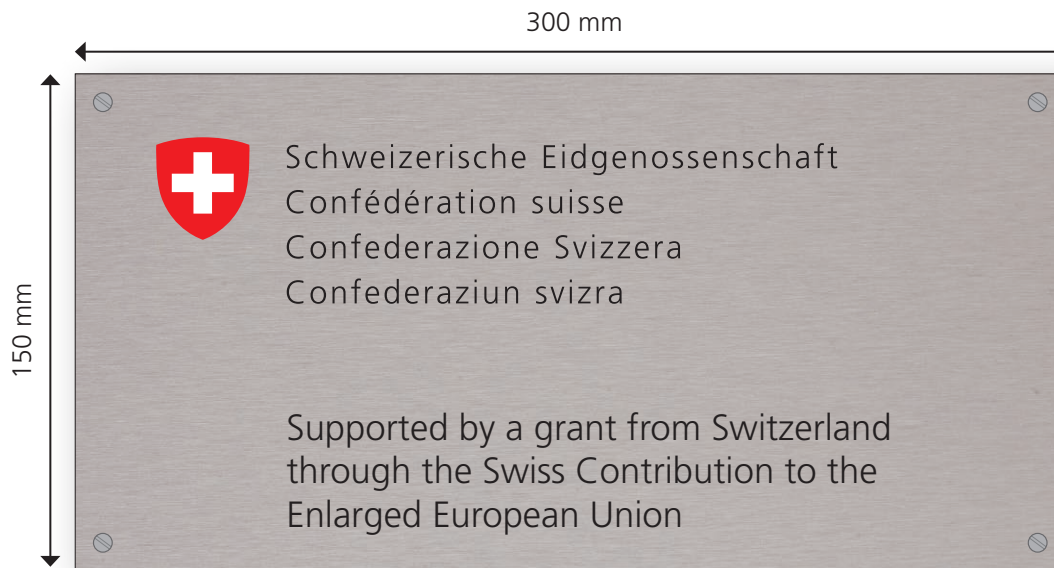 300 mm
150 mm
Schweizerische Eidgenossenschaft
Confédération suisse
Confederazione Svizzera
Confederaziun svizra
Supported by a grant from Switzerland
through the Swiss Contribution to the
Enlarged European Union